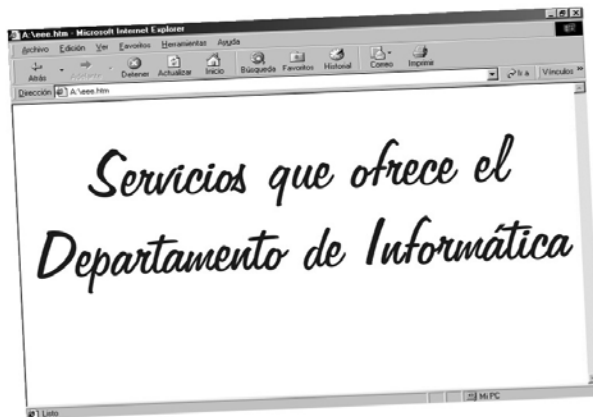 A:\eee.htm - Microsoft Internet Explorer
Archivo Edición Ver Favoritos Herramientas Ayuda
Atrás Adelante Detener Actualizar Inicio Búsqueda Favoritos Historial Correo Imprimir
Dirección A:\eee.htm Ir a Vínculos »
Servicios que ofrece el
Departamento de Informática
Listo Mi PC